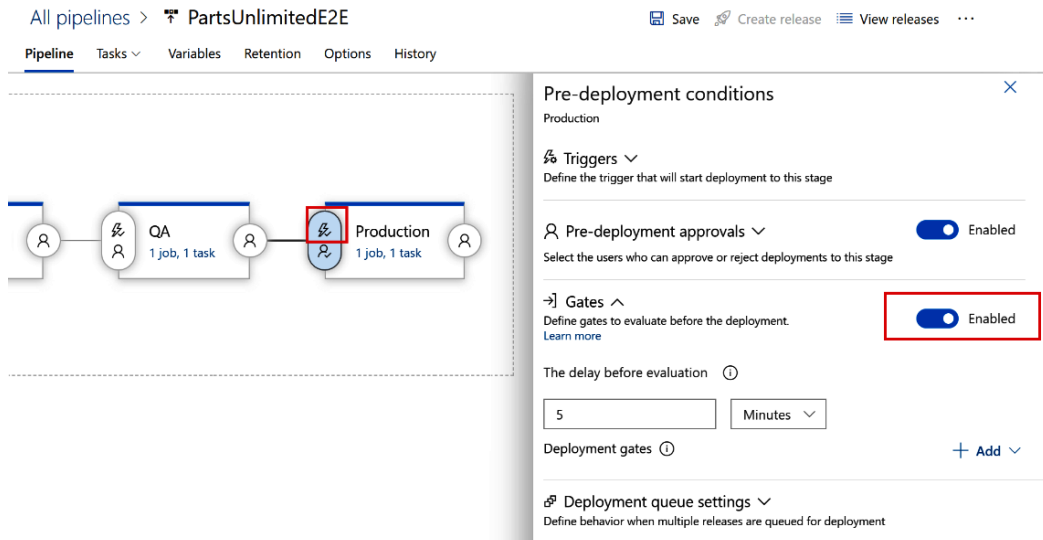 All pipelines > PartsUnlimitedE2E
Save Create release View releases ...
Pipeline Tasks Variables Retention Options History
QA
1 job, 1 task
Production
1 job, 1 task
Pre-deployment conditions
Production
Triggers
Define the trigger that will start deployment to this stage
Pre-deployment approvals Enabled
Select the users who can approve or reject deployments to this stage
Gates
Define gates to evaluate before the deployment. Enabled
Learn more
The delay before evaluation
5 Minutes
Deployment gates + Add
Deployment queue settings
Define behavior when multiple releases are queued for deployment